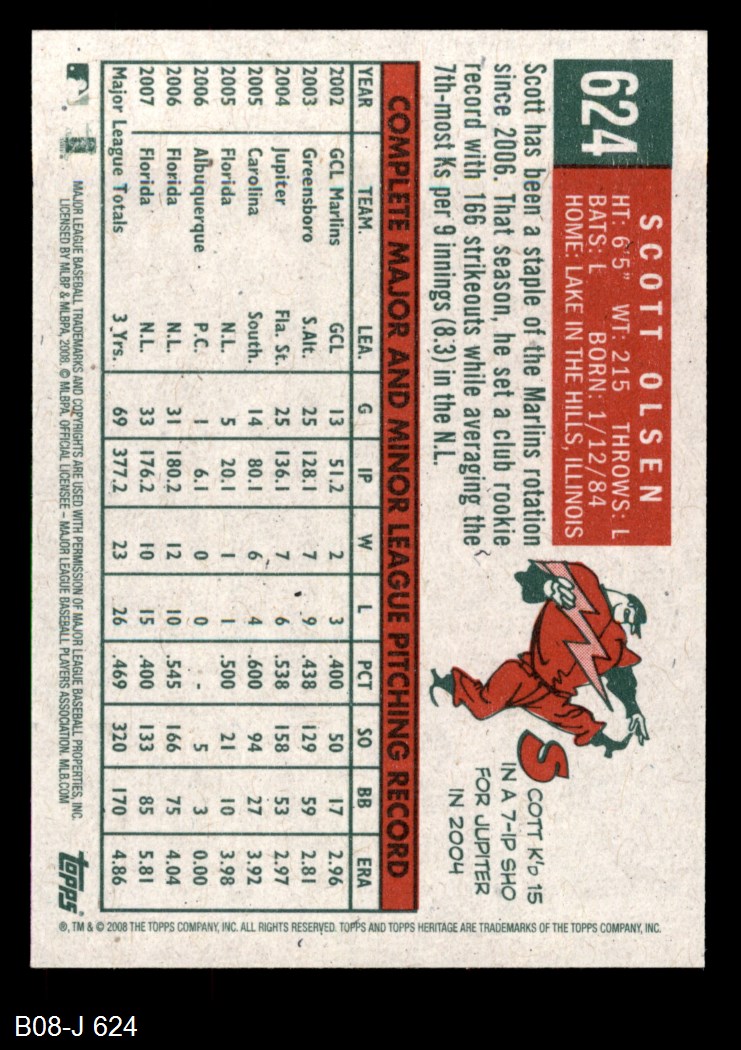 624
SCOTT OLSEN
HT: 6'5" WT: 215 THROWS: L
BATS: L BORN: 1/12/84
HOME: LAKE IN THE HILLS, ILLINOIS
Scott has been a staple of the Marlins rotation
since 2006. That season, he set a club rookie
record with 166 strikeouts while averaging the
7th-most Ks per 9 innings (8.3) in the N.L.
SCOTT K'D 15
IN A 7-IP SHO
FOR JUPITER
IN 2004
COMPLETE MAJOR AND MINOR LEAGUE PITCHING RECORD
YEAR TEAM. LEA. G IP W L PCT SO BB ERA
2002 GCL Marlins GCL 13 51.2 2 3 .400 50 17 2.96
2003 Greensboro S.Alt. 25 128.1 7 9 .438 129 59 2.81
2004 Jupiter Fla. St. 25 136.1 7 6 .538 158 53 2.97
2005 Carolina South. 14 80.1 6 4 .600 94 27 3.92
2005 Florida N.L. 5 20.1 1 1 .500 21 10 3.98
2006 Albuquerque P.C. 1 6.1 0 0 - 5 3 0.00
2006 Florida N.L. 31 180.2 12 10 .545 166 75 4.04
2007 Florida N.L. 33 176.2 10 15 .400 133 85 5.81
Major League Totals 3 Yrs. 69 377.2 23 26 .469 320 170 4.86
MAJOR LEAGUE BASEBALL TRADEMARKS AND COPYRIGHTS ARE USED WITH PERMISSION OF MAJOR LEAGUE BASEBALL PROPERTIES, INC.
LICENSED BY MLBP & MLBPA, 2008. © MLBPA. OFFICIAL LICENSEE – MAJOR LEAGUE BASEBALL PLAYERS ASSOCIATION. MLB.COM
topps®
®, TM & © 2008 THE TOPPS COMPANY, INC. ALL RIGHTS RESERVED. TOPPS AND TOPPS HERITAGE ARE TRADEMARKS OF THE TOPPS COMPANY, INC.
B08-J 624